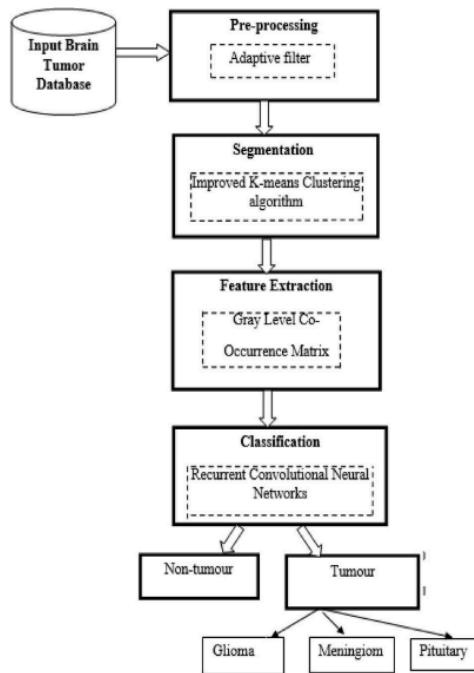 Input Brain
Tumor
Database
Pre-processing
Adaptive filter
Segmentation
Improved K-means Clustering
algorithm
Feature Extraction
Gray Level Co-
Occurrence Matrix
Classification
Recurrent Convolutional Neural
Networks
Non-tumour
Tumour
Glioma
Meningiom
Pituitary